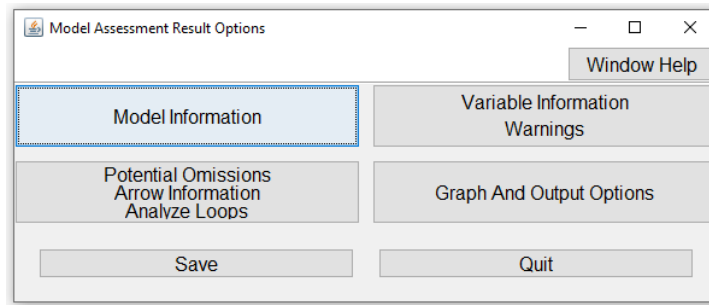 Model Assessment Result Options
Window Help
Model Information
Variable Information
Warnings
Potential Omissions
Arrow Information
Analyze Loops
Graph And Output Options
Save
Quit